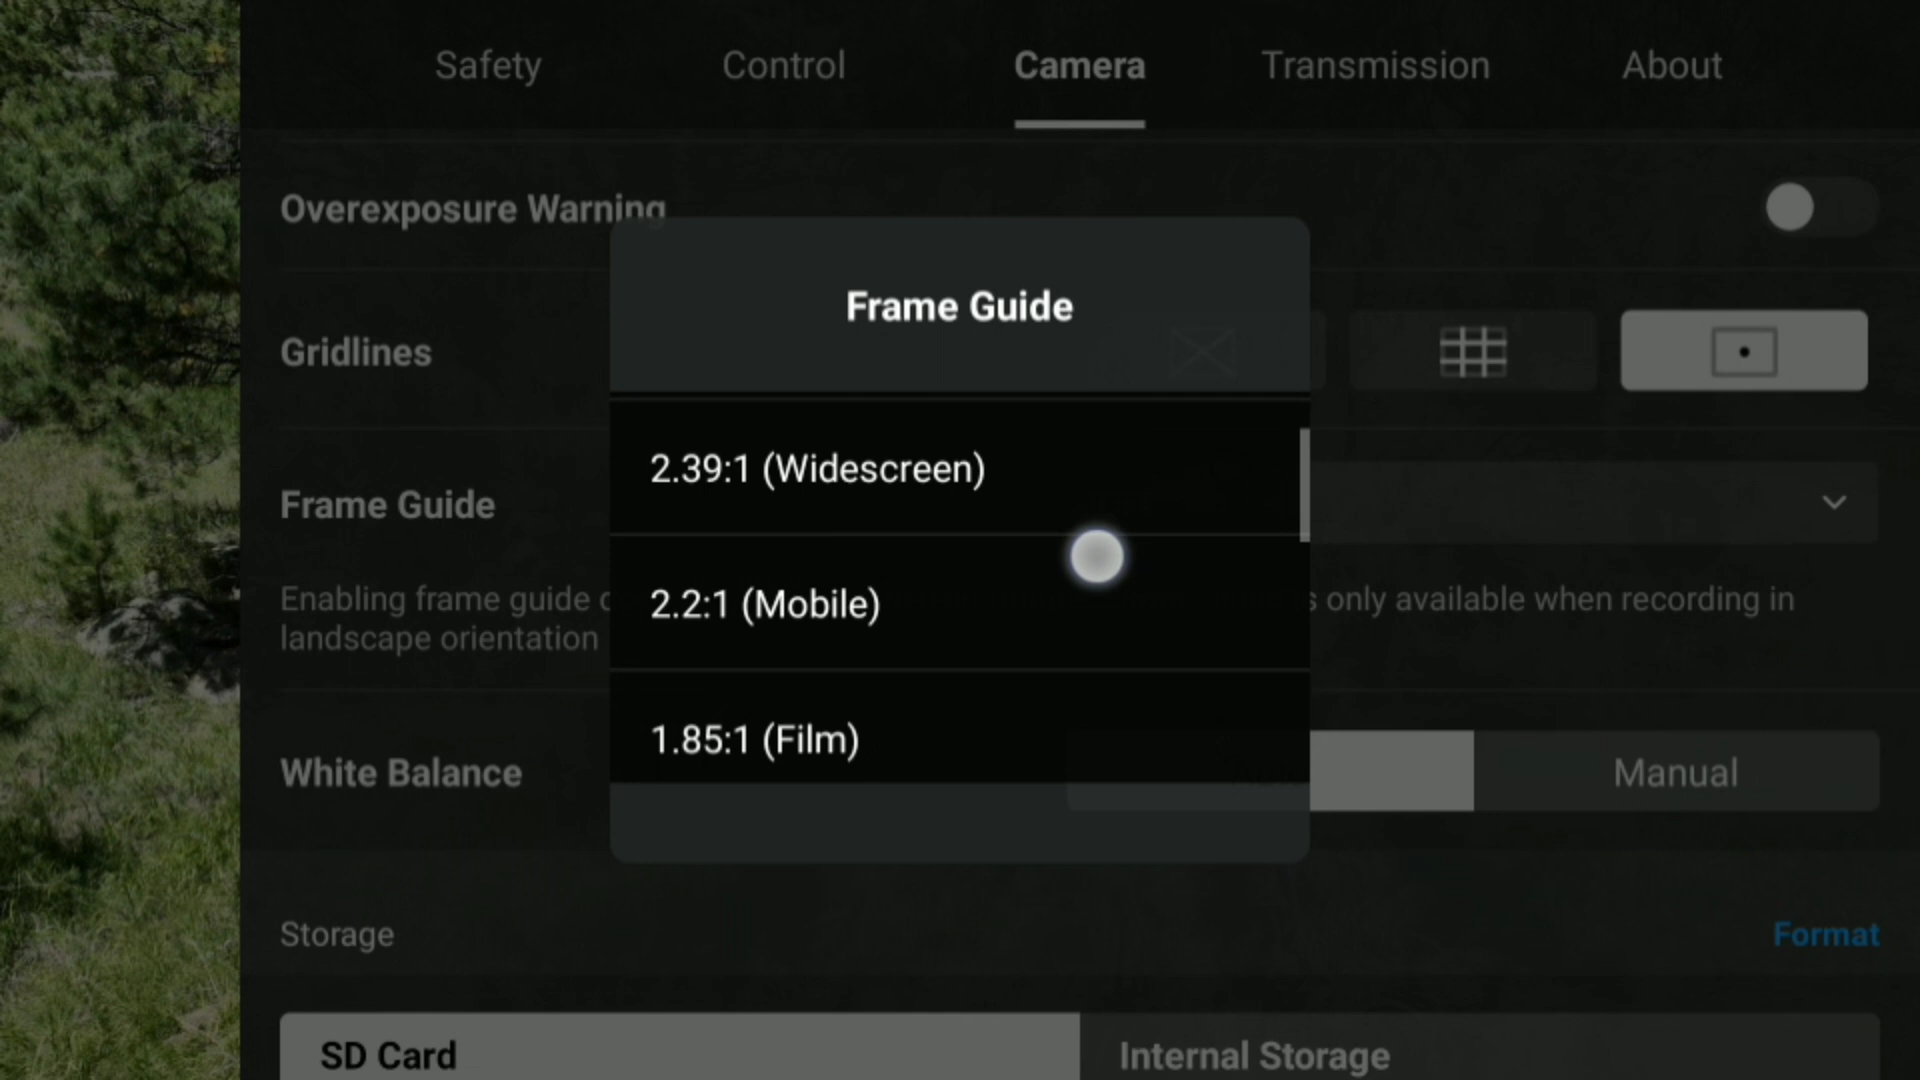 Safety Control Camera Transmission About
Overexposure Warning
Frame Guide
Gridlines
2.39:1 (Widescreen)
Frame Guide
2.2:1 (Mobile)
Enabling frame guide only available when recording in
landscape orientation
1.85:1 (Film)
White Balance
Manual
Storage
Format
SD Card
Internal Storage